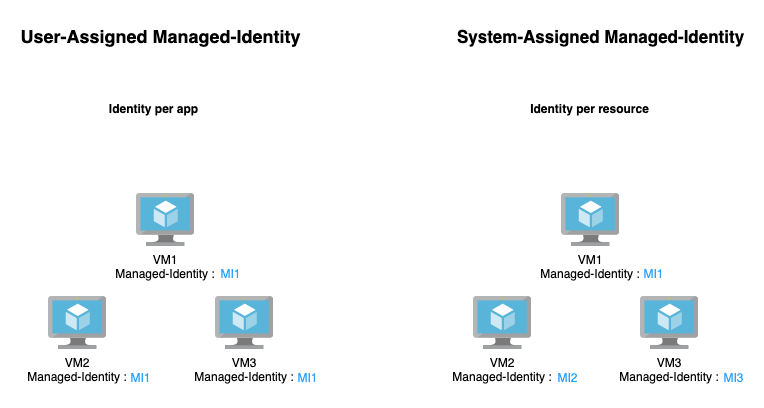 User-Assigned Managed-Identity
System-Assigned Managed-Identity
Identity per app
Identity per resource
VM1
Managed-Identity : MI1
VM1
Managed-Identity : MI1
VM2
Managed-Identity : MI1
VM3
Managed-Identity : MI1
VM2
Managed-Identity : MI2
VM3
Managed-Identity : MI3